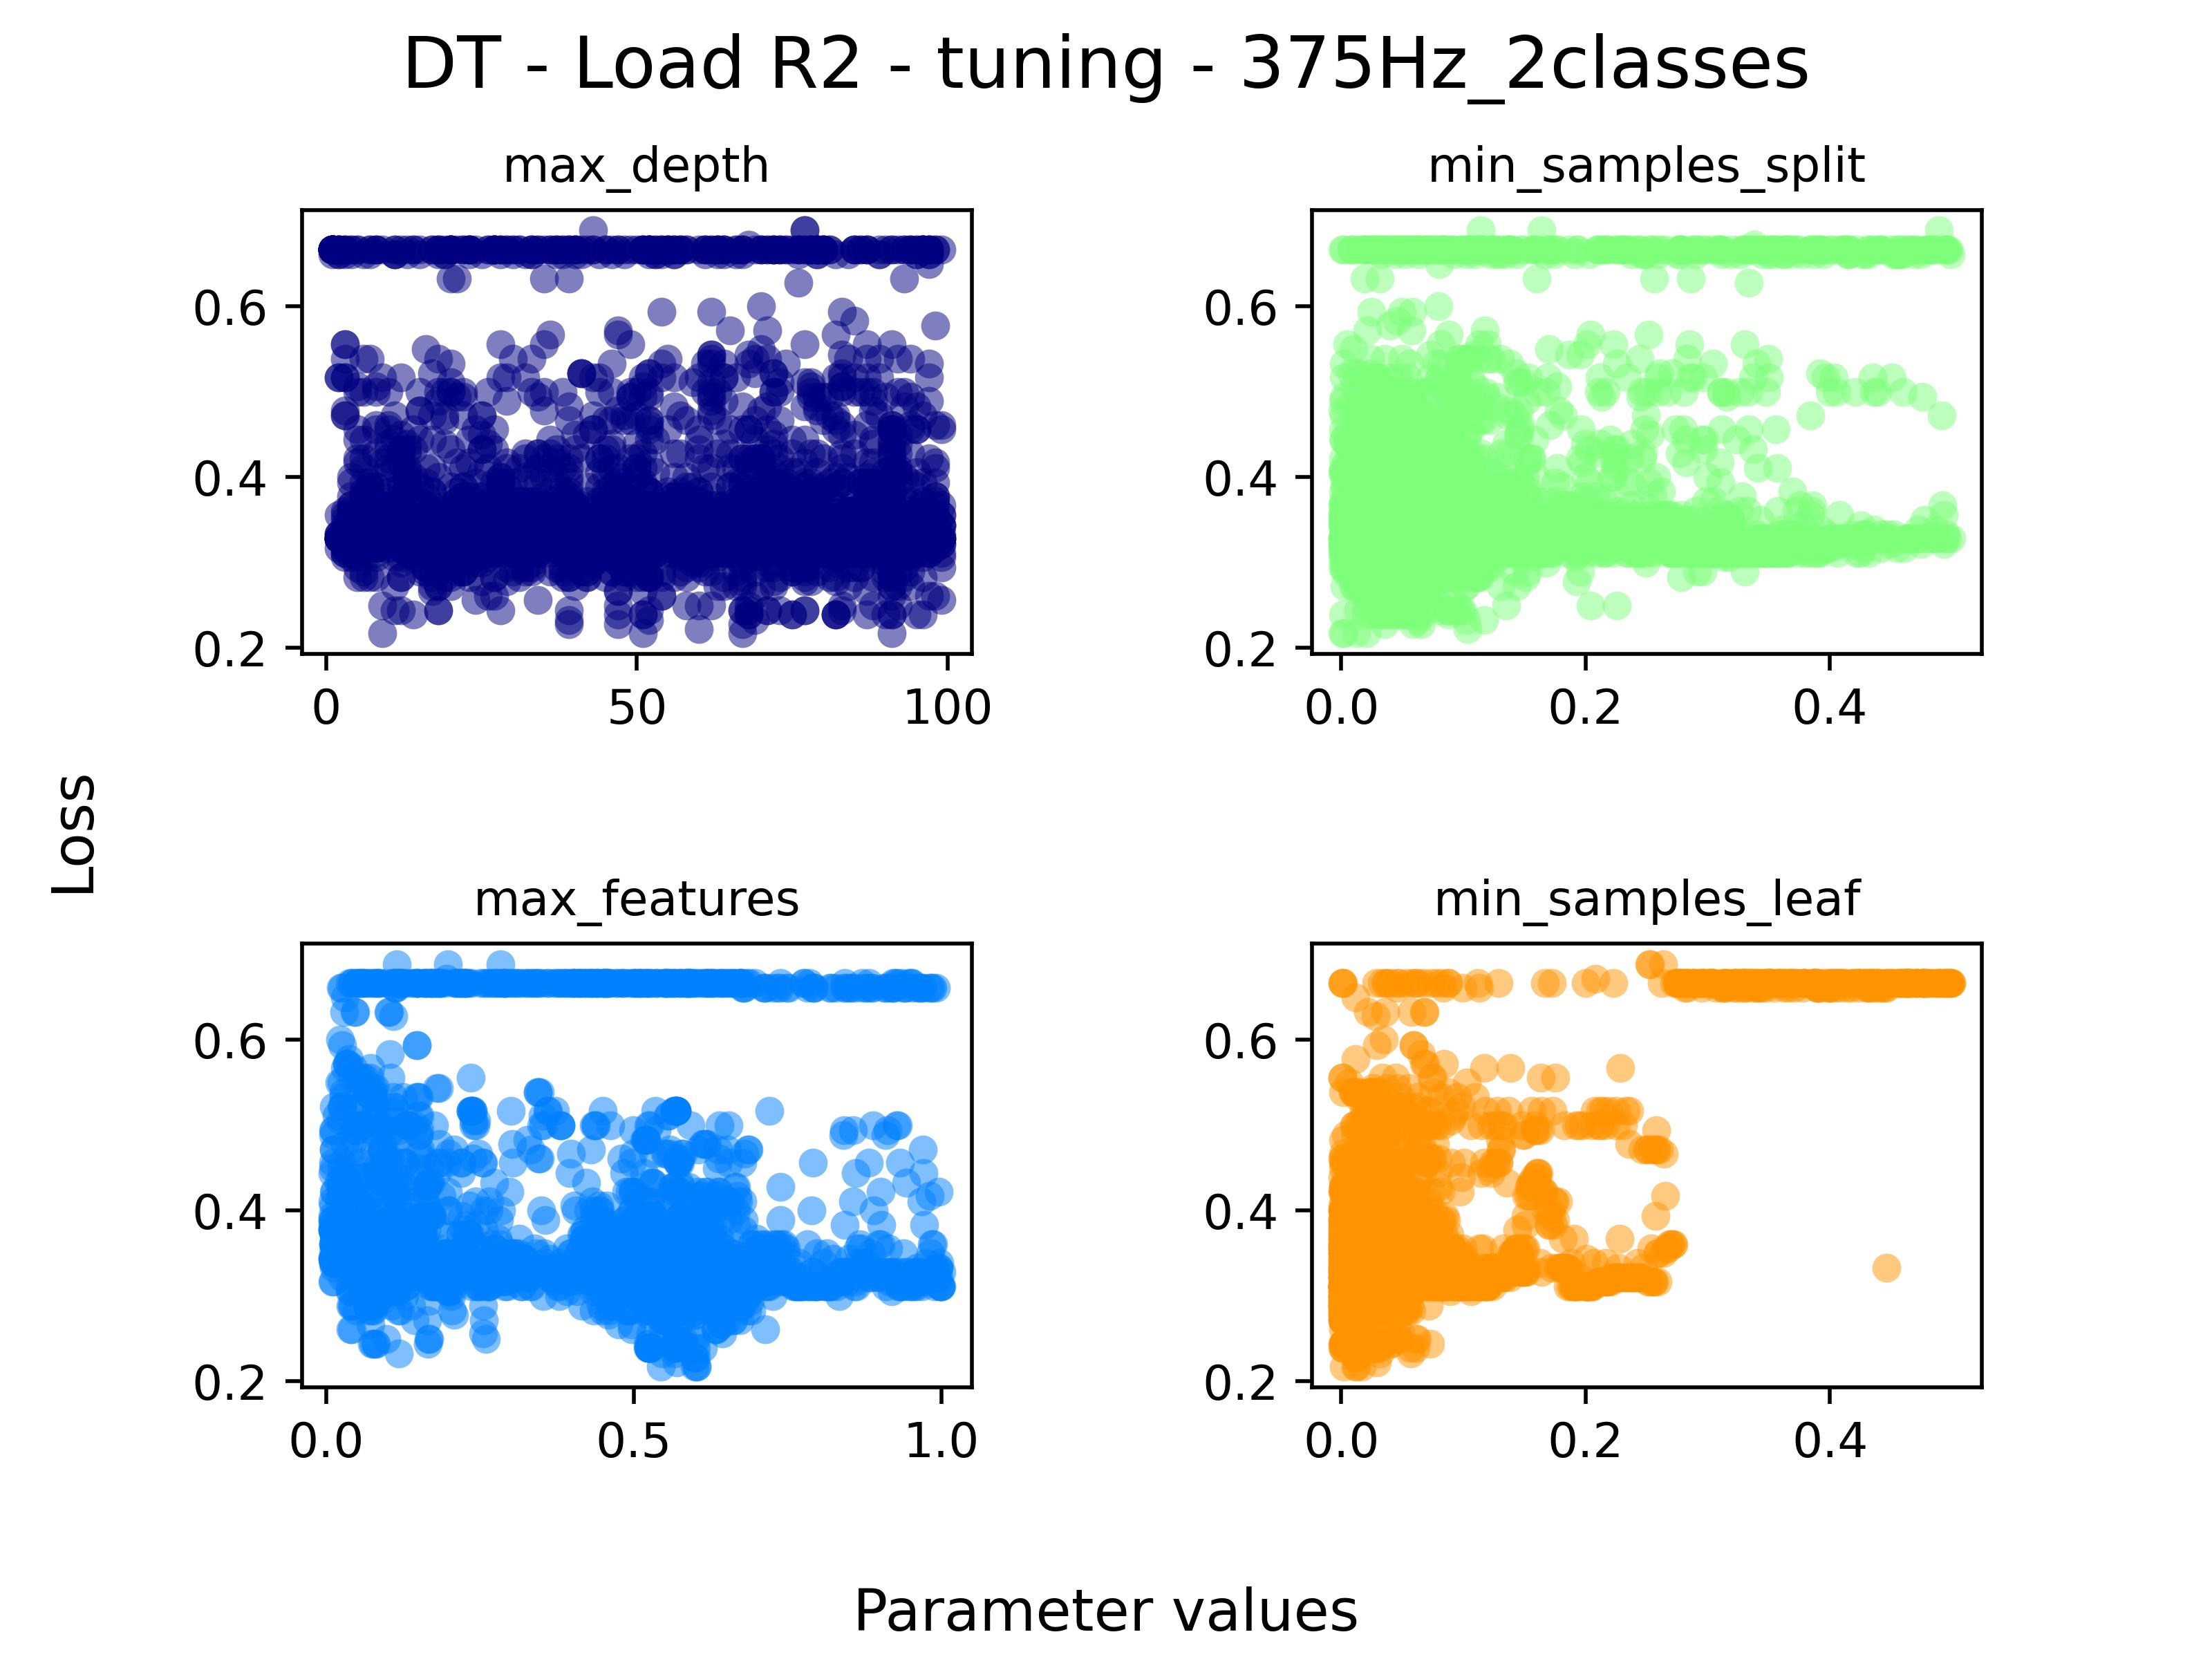 DT - Load R2 - tuning - 375Hz_2classes
max_depth
0.6
0.4
0.2
0 50 100
min_samples_split
0.6
0.4
0.2
0.0 0.2 0.4
Loss
max_features
0.6
0.4
0.2
0.0 0.5 1.0
min_samples_leaf
0.6
0.4
0.2
0.0 0.2 0.4
Parameter values